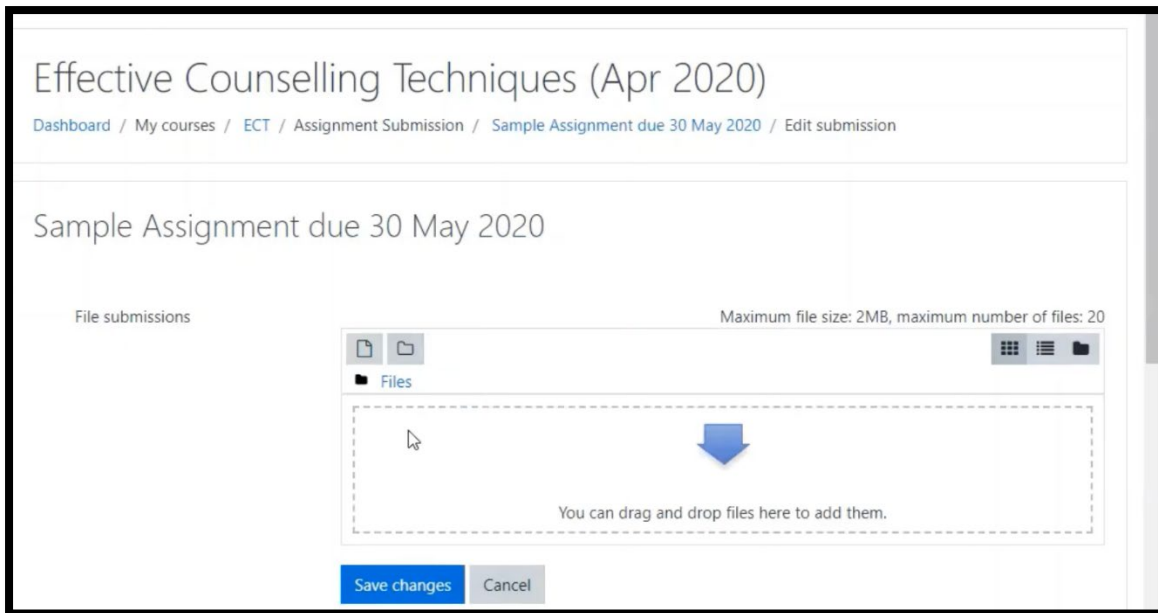 Effective Counselling Techniques (Apr 2020)
Dashboard / My courses / ECT / Assignment Submission / Sample Assignment due 30 May 2020 / Edit submission
Sample Assignment due 30 May 2020
File submissions
Maximum file size: 2MB, maximum number of files: 20
Files
You can drag and drop files here to add them.
Save changes Cancel